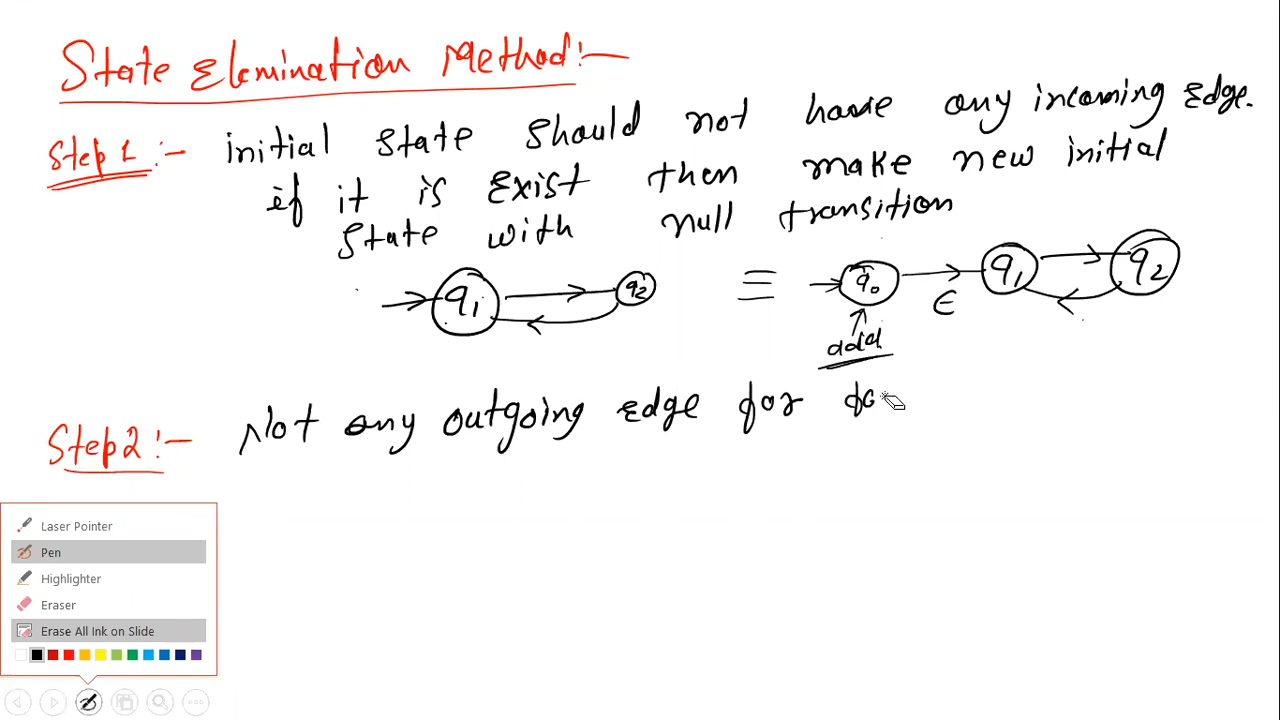 State Elemination Method:-
Step 1:- initial state should not have any incoming Edge.
if it is Exist then make new initial
State with null transition
q1 q2 ≡ q0 ∈ q1 q2
add
Step 2:- Not any outgoing Edge for
Laser Pointer
Pen
Highlighter
Eraser
Erase All Ink on Slide